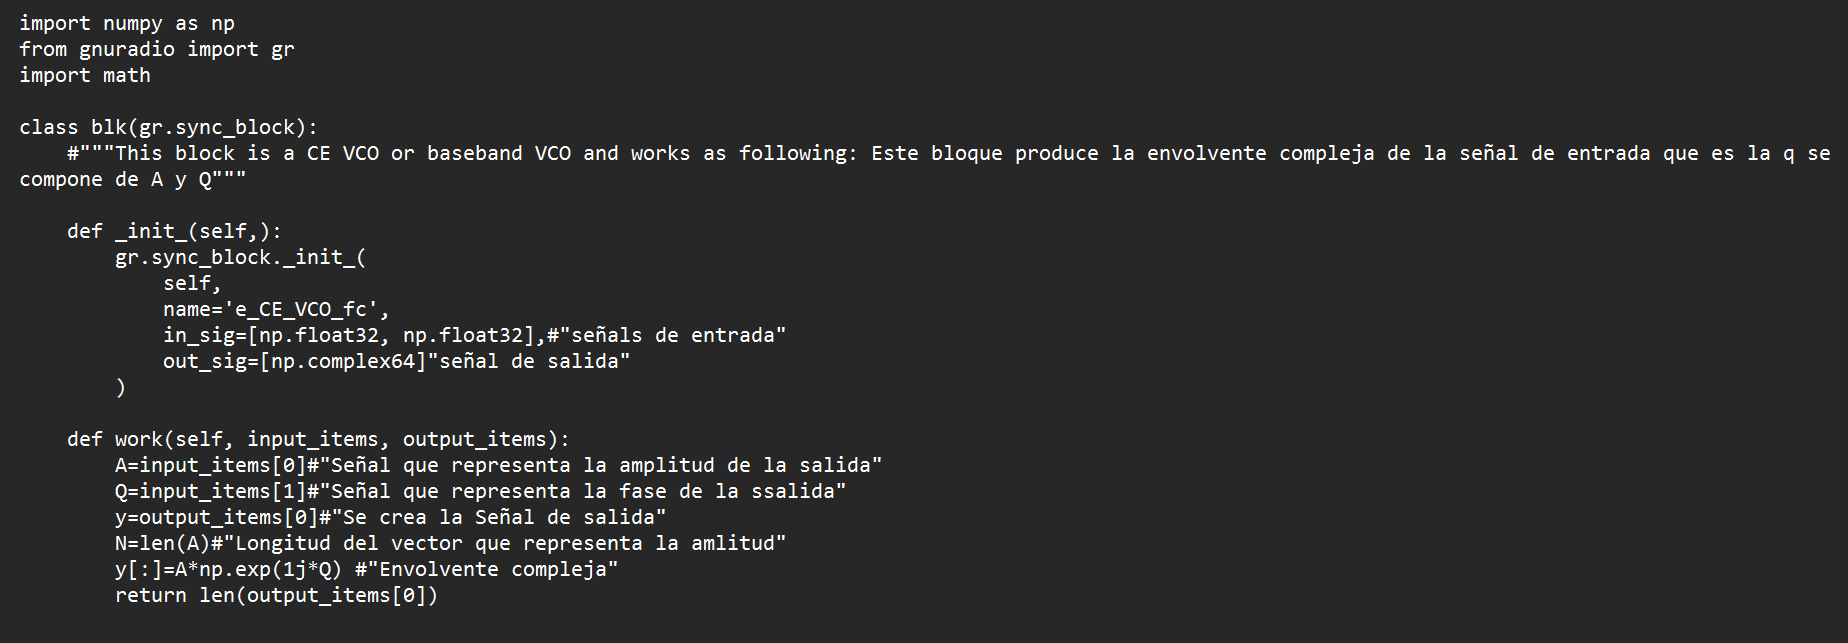 import numpy as np
from gnuradio import gr
import math

class blk(gr.sync_block):
    #"""This block is a CE VCO or baseband VCO and works as following: Este bloque produce la envolvente compleja de la señal de entrada que es la q se
compone de A y Q"""

    def _init_(self,):
        gr.sync_block._init_(
            self,
            name='e_CE_VCO_fc',
            in_sig=[np.float32, np.float32],#"señals de entrada"
            out_sig=[np.complex64]"señal de salida"
        )

    def work(self, input_items, output_items):
        A=input_items[0]#"Señal que representa la amplitud de la salida"
        Q=input_items[1]#"Señal que representa la fase de la ssalida"
        y=output_items[0]#"Se crea la Señal de salida"
        N=len(A)#"Longitud del vector que representa la amlitud"
        y[:]=A*np.exp(1j*Q) #"Envolvente compleja"
        return len(output_items[0])